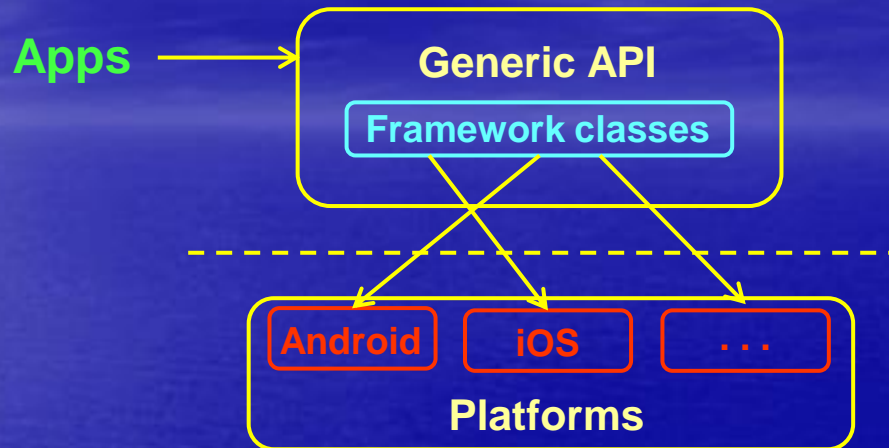 Apps
Generic API
Framework classes
Android
iOS
. . .
Platforms